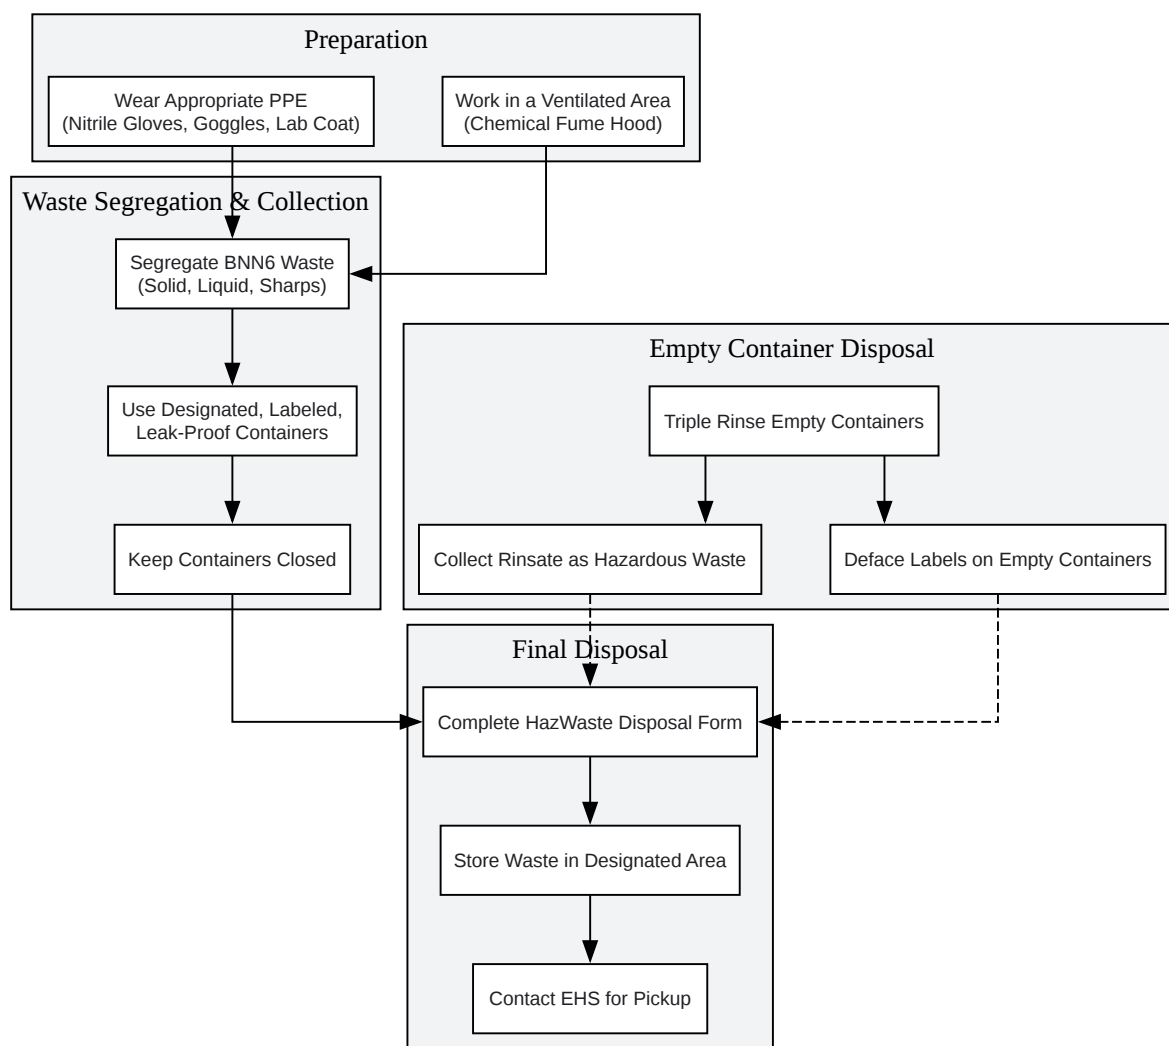 Preparation
Wear Appropriate PPE
(Nitrile Gloves, Goggles, Lab Coat)
Work in a Ventilated Area
(Chemical Fume Hood)
Waste Segregation & Collection
Segregate BNN6 Waste
(Solid, Liquid, Sharps)
Use Designated, Labeled,
Leak-Proof Containers
Keep Containers Closed
Empty Container Disposal
Triple Rinse Empty Containers
Collect Rinsate as Hazardous Waste
Deface Labels on Empty Containers
Final Disposal
Complete HazWaste Disposal Form
Store Waste in Designated Area
Contact EHS for Pickup